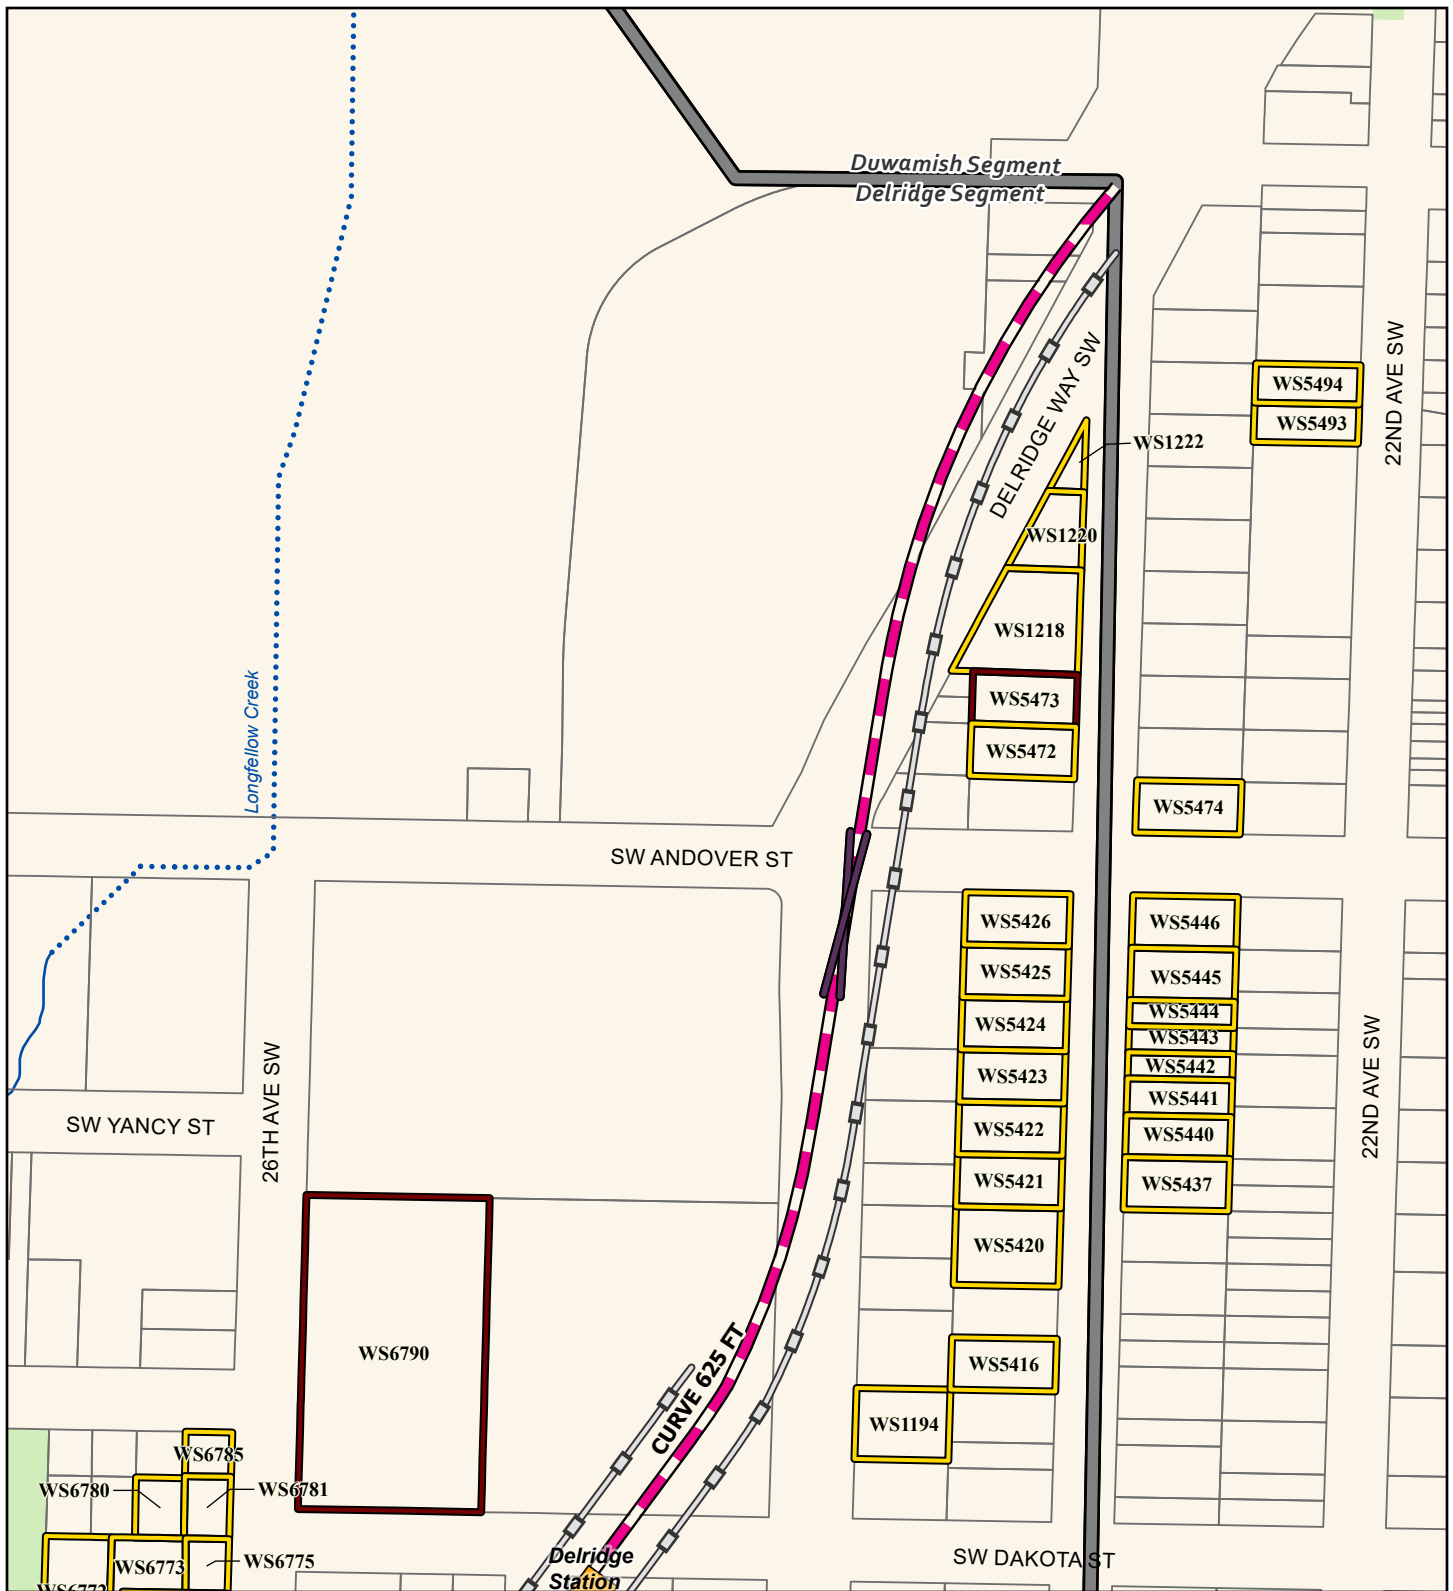 Duwamish Segment
Delridge Segment
22ND AVE SW
WS5494
WS5493
DELRIDGE WAY SW
WS1222
WS1220
WS1218
WS5473
WS5472
WS5474
Longfellow Creek
SW ANDOVER ST
WS5426
WS5446
WS5425
WS5445
WS5424
WS5444
WS5443
WS5423
WS5442
WS5441
WS5422
WS5440
WS5421
WS5437
WS5420
22ND AVE SW
SW YANCY ST
26TH AVE SW
WS6790
CURVE 625 FT
WS5416
WS1194
WS6785
WS6780
WS6781
WS6773
WS6775
WS6772
Delridge
Station
SW DAKOTA ST